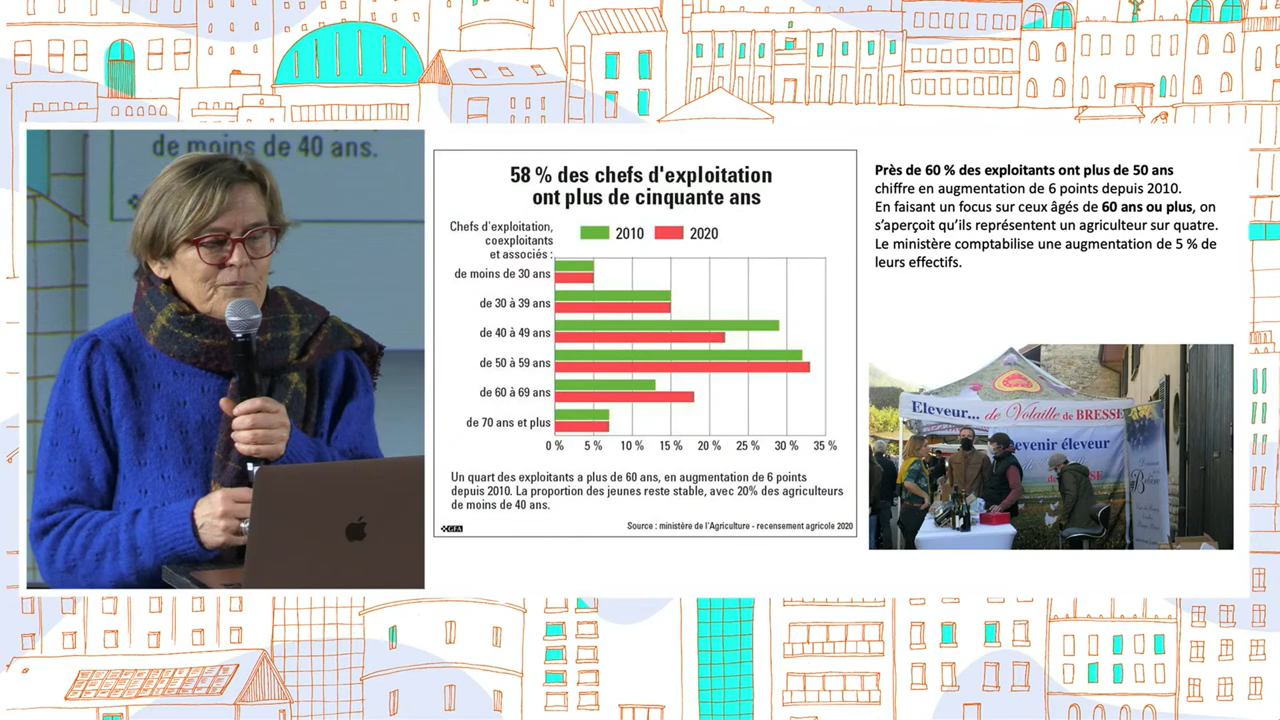 de moins de 40 ans.
58 % des chefs d'exploitation
ont plus de cinquante ans
Chefs d'exploitation,
coexploitants
et associés :
2010
2020
de moins de 30 ans
de 30 à 39 ans
de 40 à 49 ans
de 50 à 59 ans
de 60 à 69 ans
de 70 ans et plus
0 % 5 % 10 % 15 % 20 % 25 % 30 % 35 %
Un quart des exploitants a plus de 60 ans, en augmentation de 6 points
depuis 2010. La proportion des jeunes reste stable, avec 20% des agriculteurs
de moins de 40 ans.
GFA
Source : ministère de l'Agriculture - recensement agricole 2020
Près de 60 % des exploitants ont plus de 50 ans
chiffre en augmentation de 6 points depuis 2010.
En faisant un focus sur ceux âgés de 60 ans ou plus, on
s'aperçoit qu'ils représentent un agriculteur sur quatre.
Le ministère comptabilise une augmentation de 5 % de
leurs effectifs.
Eleveur... de Volaille de BRESSE
evenir éleveur